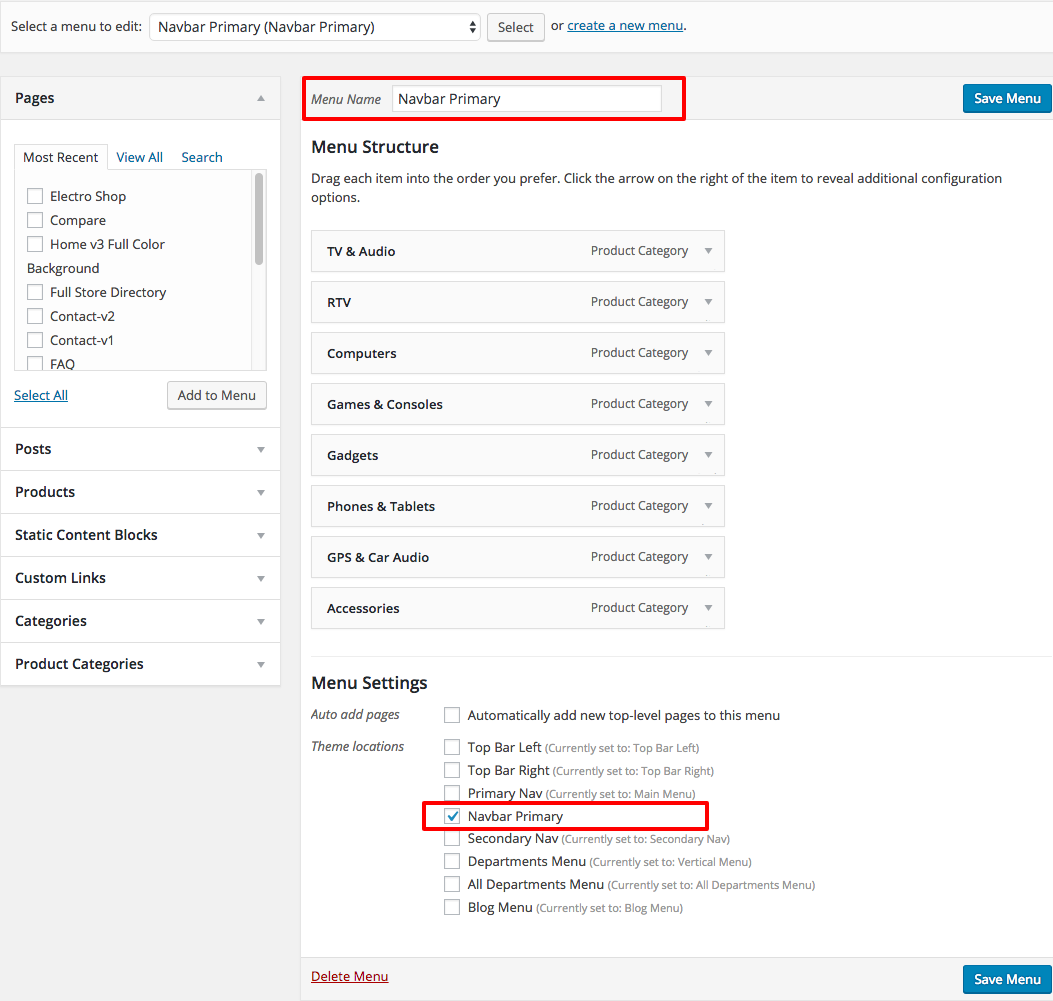 Select a menu to edit: Navbar Primary (Navbar Primary) Select or create a new menu.
Pages
Most Recent View All Search
Electro Shop
Compare
Home v3 Full Color
Background
Full Store Directory
Contact-v2
Contact-v1
FAQ
Select All Add to Menu
Posts
Products
Static Content Blocks
Custom Links
Categories
Product Categories
Menu Name Navbar Primary Save Menu
Menu Structure
Drag each item into the order you prefer. Click the arrow on the right of the item to reveal additional configuration
options.
TV & Audio Product Category
RTV Product Category
Computers Product Category
Games & Consoles Product Category
Gadgets Product Category
Phones & Tablets Product Category
GPS & Car Audio Product Category
Accessories Product Category
Menu Settings
Auto add pages Automatically add new top-level pages to this menu
Theme locations Top Bar Left (Currently set to: Top Bar Left)
Top Bar Right (Currently set to: Top Bar Right)
Primary Nav (Currently set to: Main Menu)
Navbar Primary
Secondary Nav (Currently set to: Secondary Nav)
Departments Menu (Currently set to: Vertical Menu)
All Departments Menu (Currently set to: All Departments Menu)
Blog Menu (Currently set to: Blog Menu)
Delete Menu Save Menu